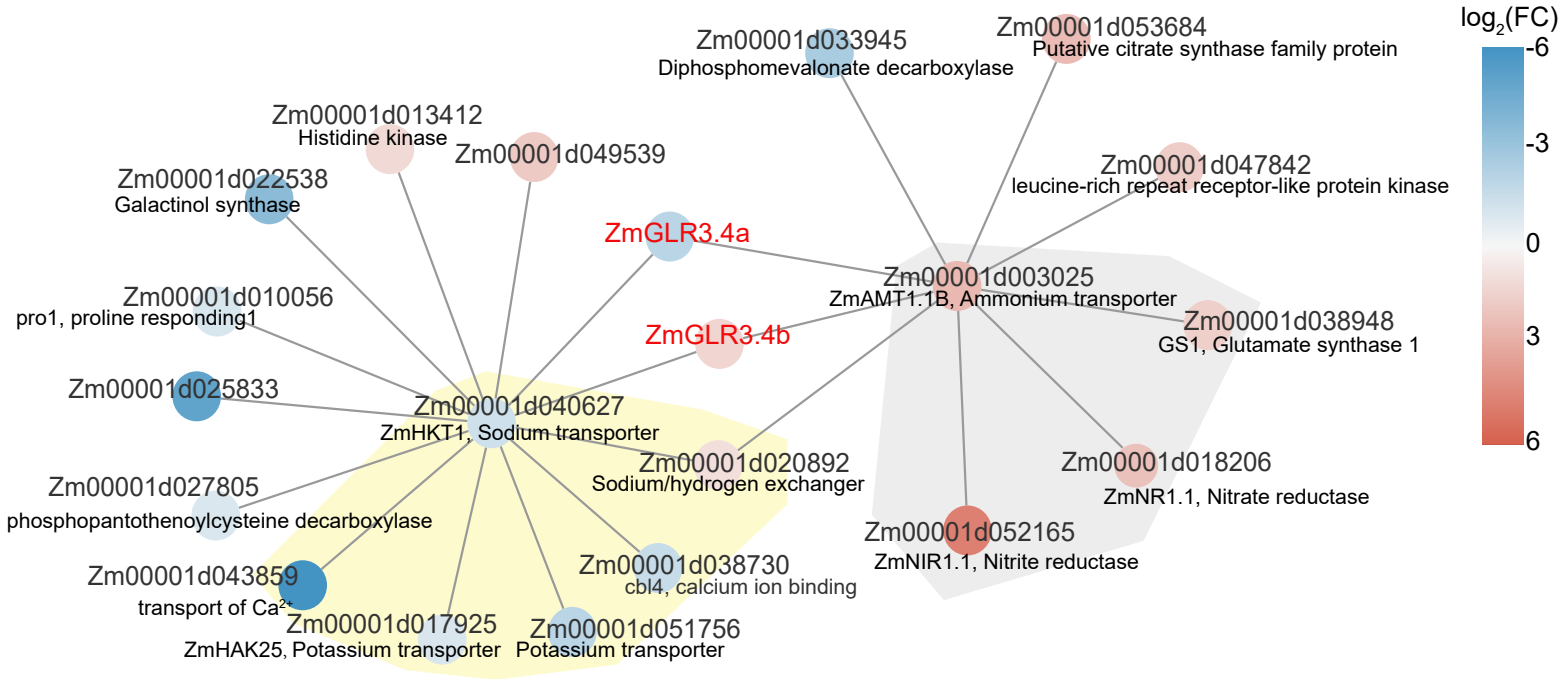 log2(FC)
-6
-3
0
3
6
Zm00001d053684
Putative citrate synthase family protein
Zm00001d033945
Diphosphomevalonate decarboxylase
Zm00001d013412
Histidine kinase
Zm00001d049539
Zm00001d047842
leucine-rich repeat receptor-like protein kinase
Zm00001d022538
Galactinol synthase
ZmGLR3.4a
Zm00001d003025
ZmAMT1.1B, Ammonium transporter
Zm00001d010056
pro1, proline responding1
ZmGLR3.4b
Zm00001d038948
GS1, Glutamate synthase 1
Zm00001d025833
Zm00001d040627
ZmHKT1, Sodium transporter
Zm00001d020892
Sodium/hydrogen exchanger
Zm00001d018206
ZmNR1.1, Nitrate reductase
Zm00001d027805
phosphopantothenoylcysteine decarboxylase
Zm00001d052165
ZmNIR1.1, Nitrite reductase
Zm00001d043859
transport of Ca²⁺
Zm00001d038730
cbl4, calcium ion binding
Zm00001d017925
ZmHAK25, Potassium transporter
Zm00001d051756
Potassium transporter